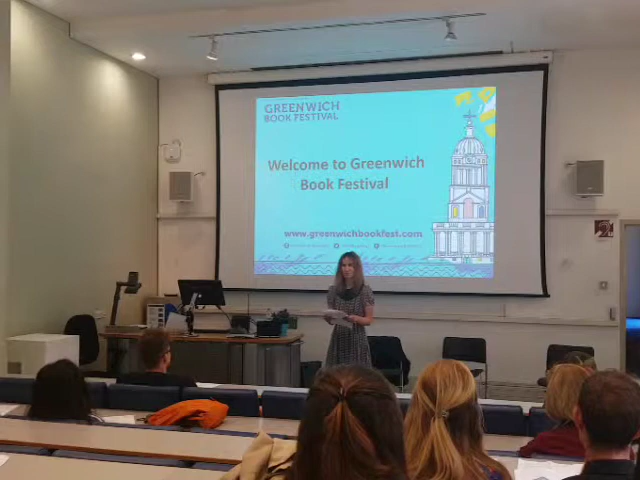 GREENWICH
BOOK FESTIVAL
Welcome to Greenwich
Book Festival
www.greenwichbookfest.com